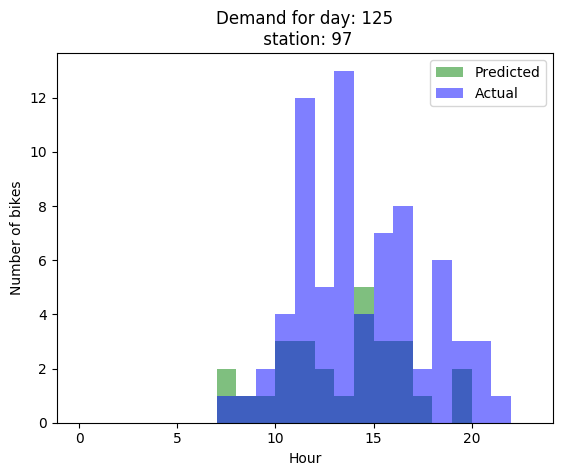 Demand for day: 125
station: 97
Predicted
Actual
Number of bikes
12
10
8
6
4
2
0
0 5 10 15 20
Hour